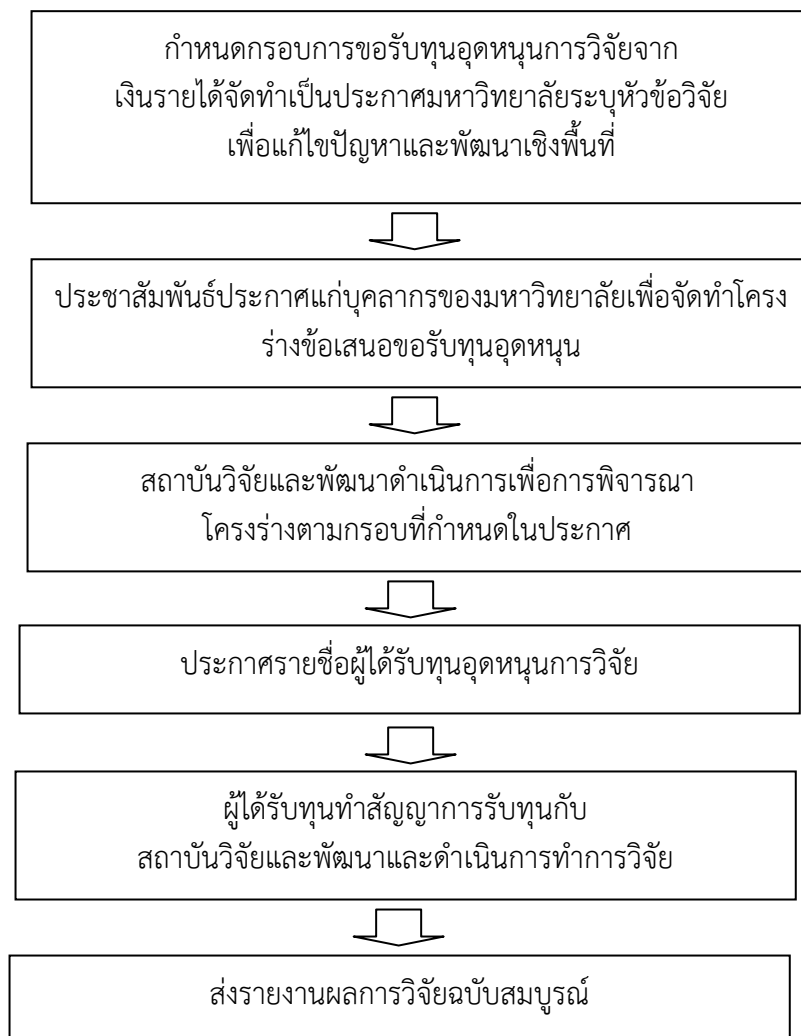 กำหนดกรอบการขอรับทุนอุดหนุนการวิจัยจาก
เงินรายได้จัดทำเป็นประกาศมหาวิทยาลัยระบุหัวข้อวิจัย
เพื่อแก้ไขปัญหาและพัฒนาเชิงพื้นที่
ประชาสัมพันธ์ประกาศแก่บุคลากรของมหาวิทยาลัยเพื่อจัดทำโครง
ร่างข้อเสนอขอรับทุนอุดหนุน
สถาบันวิจัยและพัฒนาดำเนินการเพื่อการพิจารณา
โครงร่างตามกรอบที่กำหนดในประกาศ
ประกาศรายชื่อผู้ได้รับทุนอุดหนุนการวิจัย
ผู้ได้รับทุนทำสัญญาการรับทุนกับ
สถาบันวิจัยและพัฒนาและดำเนินการทำการวิจัย
ส่งรายงานผลการวิจัยฉบับสมบูรณ์